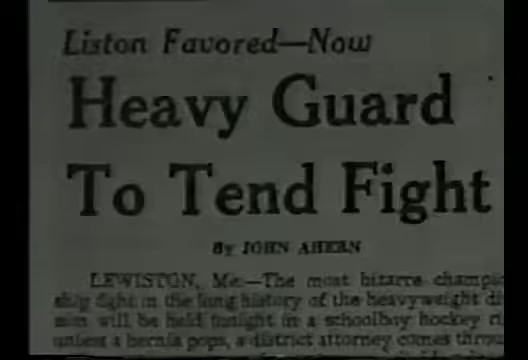 Liston Favored—Now
Heavy Guard
To Tend Fight
By JOHN AHERN
LEWISTON, Me.—The most bizarre champion-
ship fight in the long history of the heavyweight di
sion will be held tonight in a schoolboy hockey ri
unless a hernia pops, a district attorney comes throu